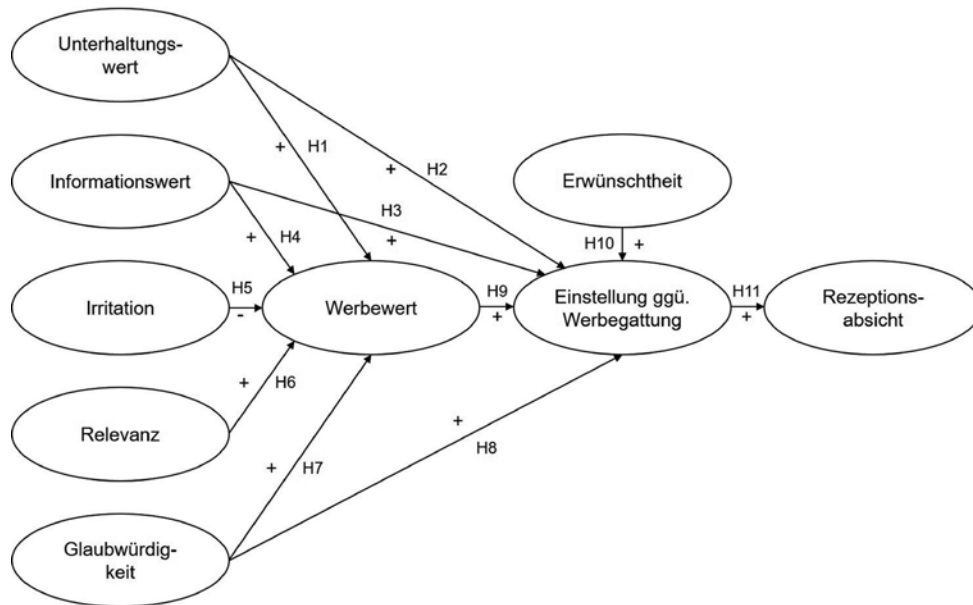 Unterhaltungs-
wert
+ H1
+ H2
Informationswert
Erwünschtheit
H3
+
+ H4
H10 +
H5
-
Irritation
Werbewert
H9
+
Einstellung ggü.
Werbegattung
H11
+
Rezeptions-
absicht
+ H6
Relevanz
+
H8
+ H7
Glaubwürdig-
keit